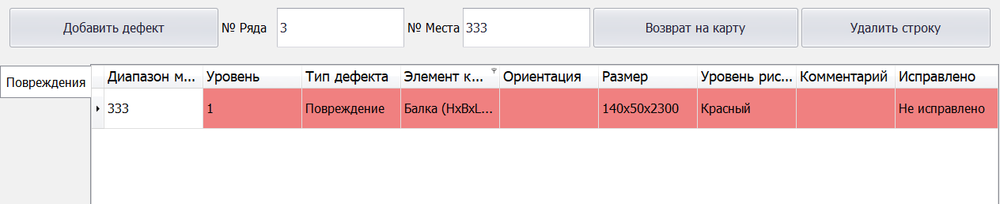 Добавить дефект № Ряда 3 № Места 333 Возврат на карту Удалить строку
Повреждения
Диапазон м... Уровень Тип дефекта Элемент к... Ориентация Размер Уровень рис... Комментарий Исправлено
333 1 Повреждение Балка (HxBxL... 140x50x2300 Красный Не исправлено